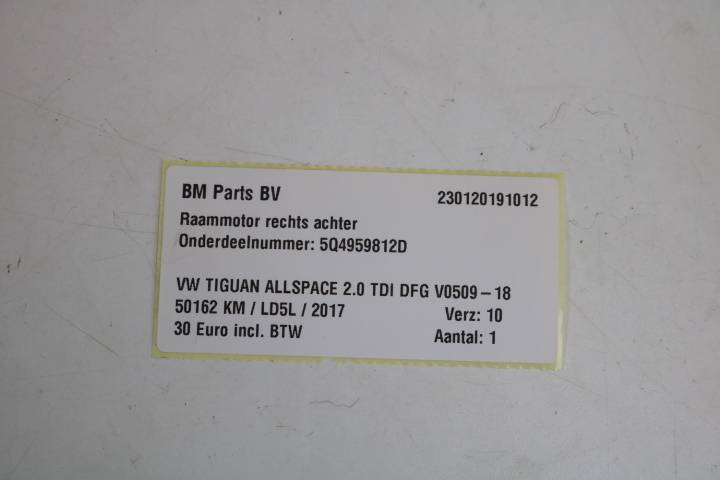 BM Parts BV 230120191012
Raammotor rechts achter
Onderdeelnummer: 5Q4959812D
VW TIGUAN ALLSPACE 2.0 TDI DFG V0509-18
50162 KM / LD5L / 2017 Verz: 10
30 Euro incl. BTW Aantal: 1